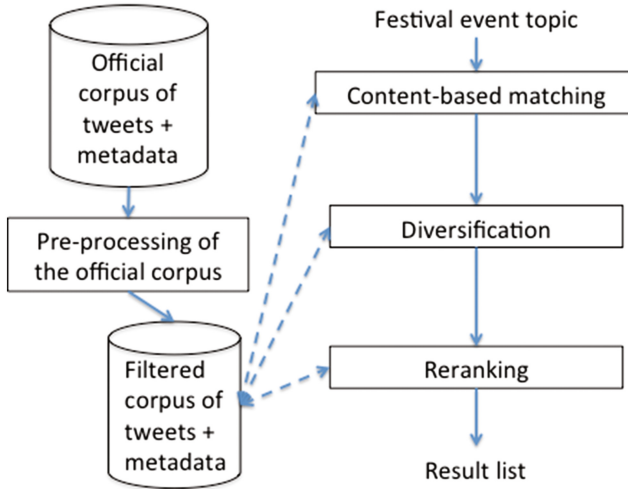 Official
corpus of
tweets +
metadata
Pre-processing of
the official corpus
Filtered
corpus of
tweets +
metadata
Festival event topic
Content-based matching
Diversification
Reranking
Result list